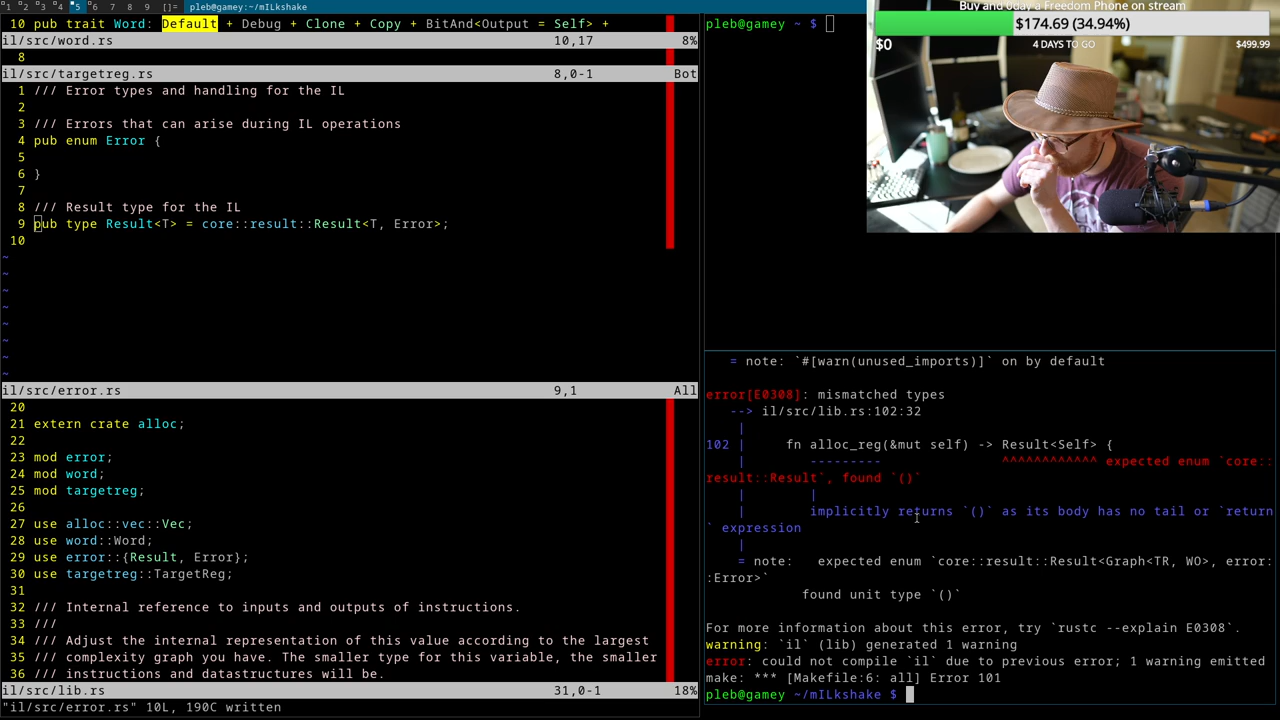 1 2 3 4 5 6 7 8 9 []= pleb@gamey:~/mILkshake
10 pub trait Word: Default + Debug + Clone + Copy + BitAnd<Output = Self> +
il/src/word.rs 10,17 8%
8
il/src/targetreg.rs 8,0-1 Bot
1 /// Error types and handling for the IL
2
3 /// Errors that can arise during IL operations
4 pub enum Error {
5
6 }
7
8 /// Result type for the IL
9 pub type Result<T> = core::result::Result<T, Error>;
10
~
~
~
~
~
~
~
~
il/src/error.rs 9,1 All
20
21 extern crate alloc;
22
23 mod error;
24 mod word;
25 mod targetreg;
26
27 use alloc::vec::Vec;
28 use word::Word;
29 use error::{Result, Error};
30 use targetreg::TargetReg;
31
32 /// Internal reference to inputs and outputs of instructions.
33 ///
34 /// Adjust the internal representation of this value according to the largest
35 /// complexity graph you have. The smaller type for this variable, the smaller
36 /// instructions and datastructures will be.
il/src/lib.rs 31,0-1 18%
"il/src/error.rs" 10L, 190C written
pleb@gamey ~ $
Buy and 0day a Freedom Phone on stream
$174.69 (34.94%)
$0 4 DAYS TO GO $499.99
= note: `#[warn(unused_imports)]` on by default
error[E0308]: mismatched types
--> il/src/lib.rs:102:32
|
102 | fn alloc_reg(&mut self) -> Result<Self> {
| --------- ^^^^^^^^^^^^ expected enum `core::
result::Result`, found `()`
| |
| implicitly returns `()` as its body has no tail or `return
` expression
|
= note: expected enum `core::result::Result<Graph<TR, WO>, error:
:Error>`
found unit type `()`
For more information about this error, try `rustc --explain E0308`.
warning: `il` (lib) generated 1 warning
error: could not compile `il` due to previous error; 1 warning emitted
make: *** [Makefile:6: all] Error 101
pleb@gamey ~/mILkshake $